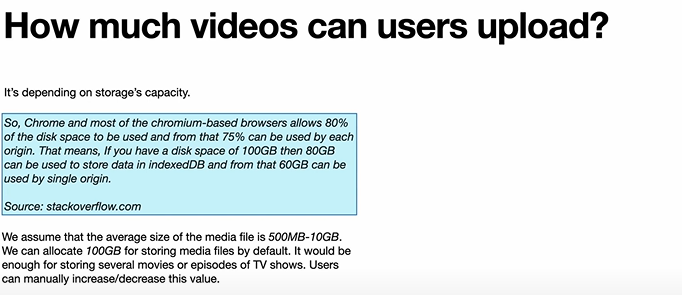 How much videos can users upload?
It's depending on storage's capacity.
So, Chrome and most of the chromium-based browsers allows 80%
of the disk space to be used and from that 75% can be used by each
origin. That means, If you have a disk space of 100GB then 80GB
can be used to store data in indexedDB and from that 60GB can be
used by single origin.
Source: stackoverflow.com
We assume that the average size of the media file is 500MB-10GB.
We can allocate 100GB for storing media files by default. It would be
enough for storing several movies or episodes of TV shows. Users
can manually increase/decrease this value.